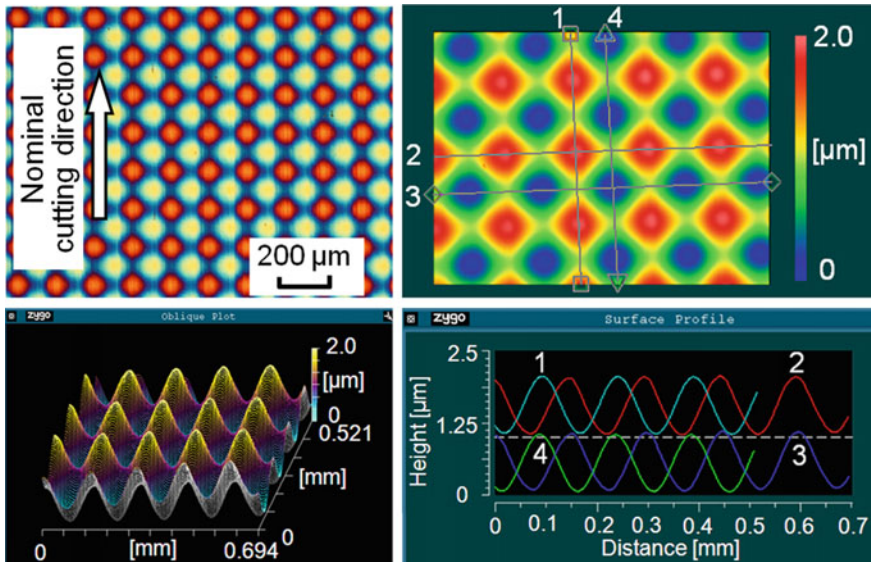 Nominal
cutting direction
200 µm
1 4
2
3
2.0
[µm]
0
zygo Oblique Plot
2.0
[µm]
0
0.521
[mm]
0
0 [mm] 0.694
zygo Surface Profile
2.5
1.25
0
Height [µm]
1 2
4 3
0 0.1 0.2 0.3 0.4 0.5 0.6 0.7
Distance [mm]